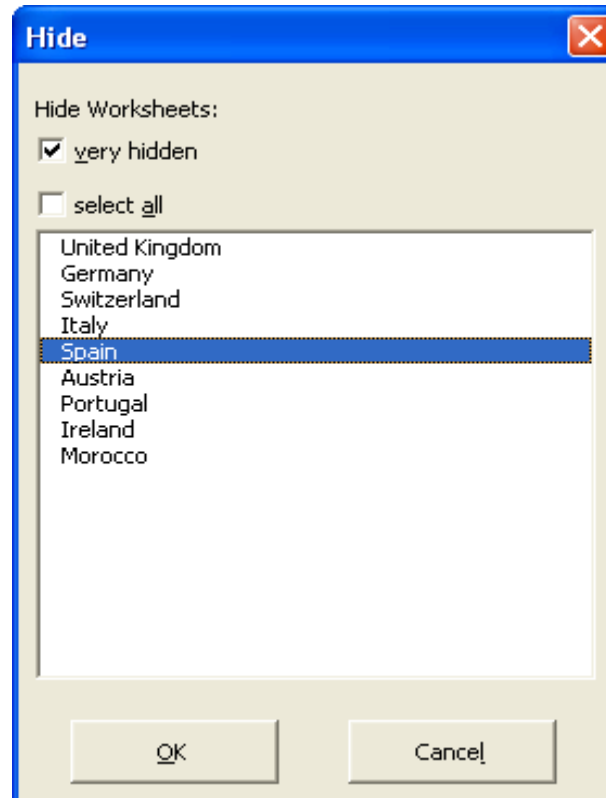 Hide
Hide Worksheets:
very hidden
select all
United Kingdom
Germany
Switzerland
Italy
Spain
Austria
Portugal
Ireland
Morocco
OK Cancel